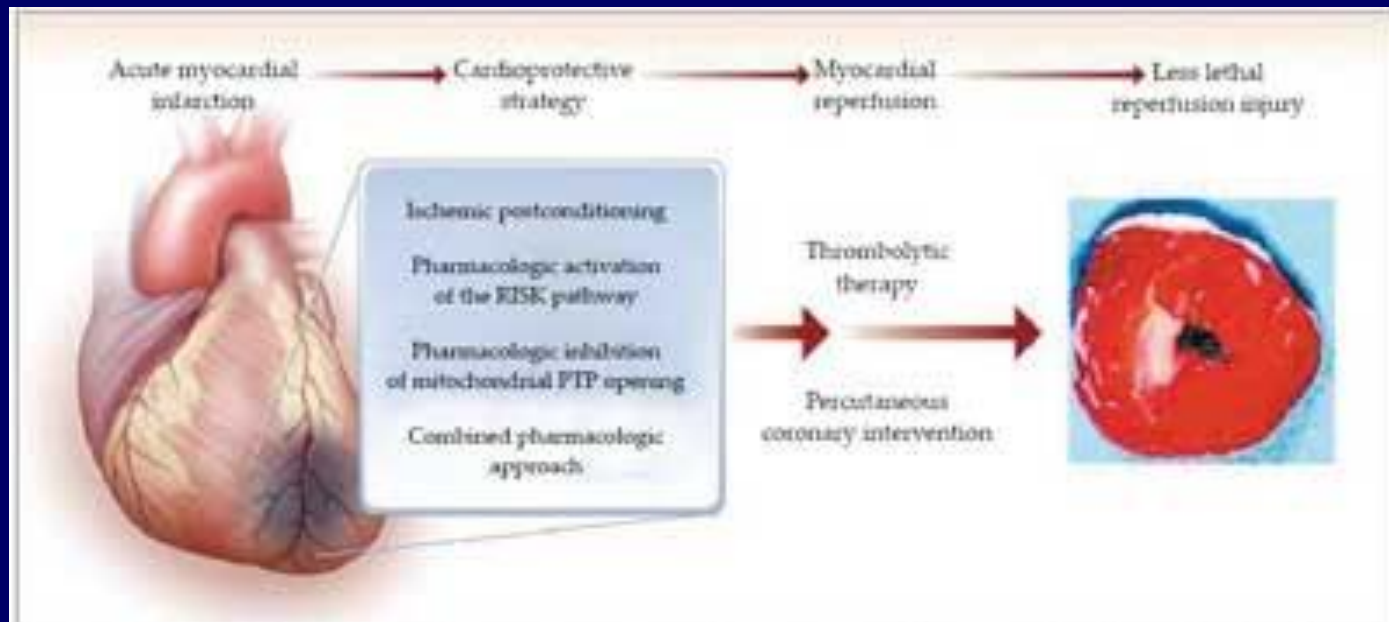 Acute myocardial
infarction
Cardioprotective
strategy
Myocardial
reperfusion
Less lethal
reperfusion injury
Ischemic postconditioning
Pharmacologic activation
of the RISK pathway
Pharmacologic inhibition
of mitochondrial PTP opening
Combined pharmacologic
approach
Thrombolytic
therapy
Percutaneous
coronary intervention